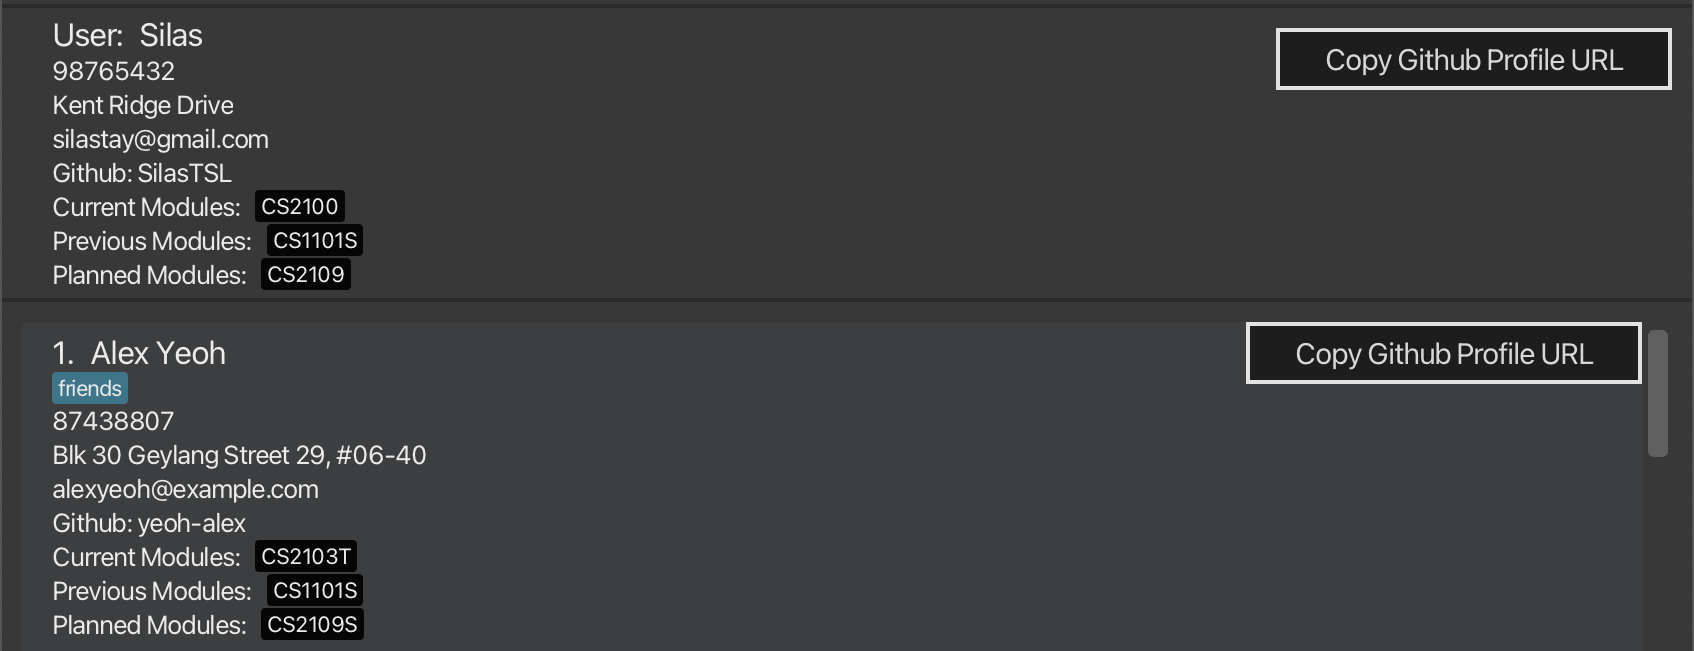 User: Silas
Copy Github Profile URL
98765432
Kent Ridge Drive
silastay@gmail.com
Github: SilasTSL
Current Modules: CS2100
Previous Modules: CS1101S
Planned Modules: CS2109
1. Alex Yeoh
Copy Github Profile URL
friends
87438807
Blk 30 Geylang Street 29, #06-40
alexyeoh@example.com
Github: yeoh-alex
Current Modules: CS2103T
Previous Modules: CS1101S
Planned Modules: CS2109S